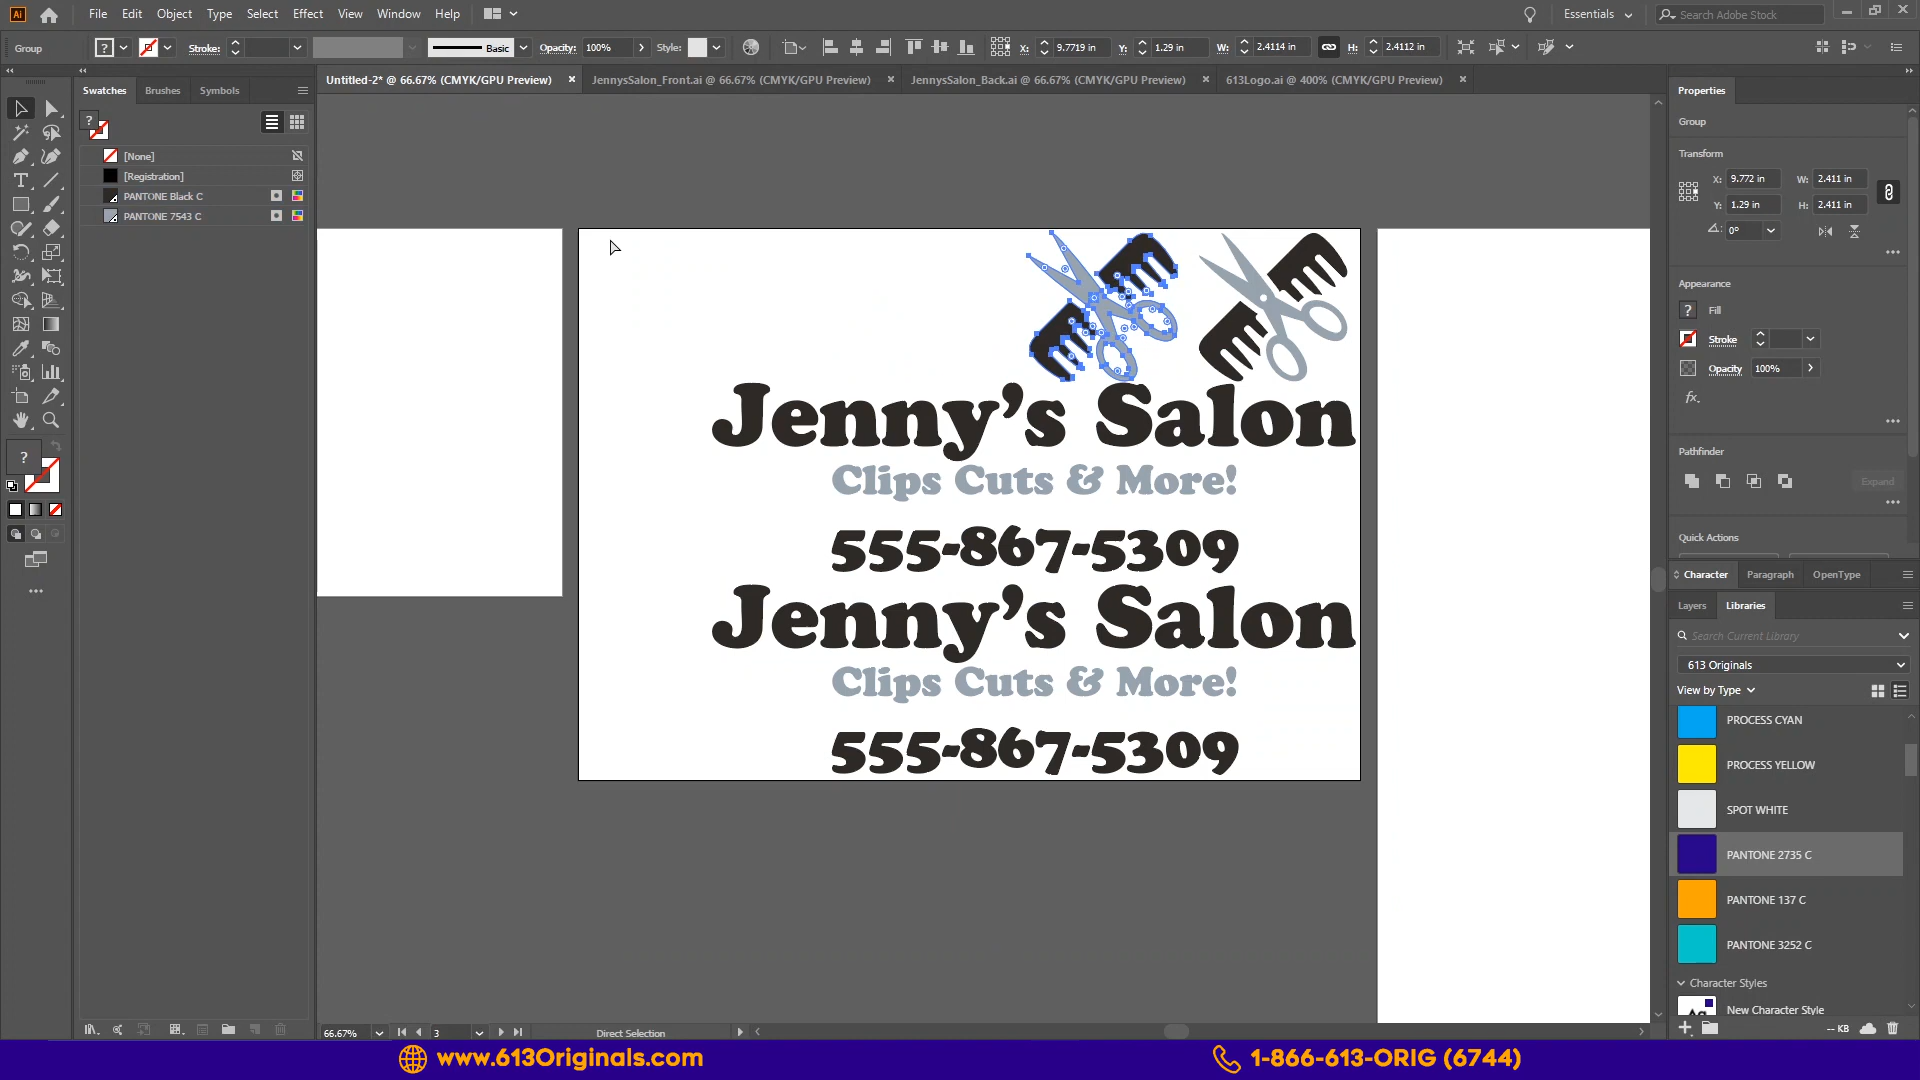 Ai File Edit Object Type Select Effect View Window Help Essentials Search Adobe Stock
Group ? Stroke: Basic Opacity: 100% Style: X: 9.7719 in Y: 1.29 in W: 2.4114 in H: 2.4112 in
Untitled-2* @ 66.67% (CMYK/GPU Preview) JennysSalon_Front.ai @ 66.67% (CMYK/GPU Preview) JennysSalon_Back.ai @ 66.67% (CMYK/GPU Preview) 613Logo.ai @ 400% (CMYK/GPU Preview)
Swatches Brushes Symbols
?
[None]
[Registration]
PANTONE Black C
PANTONE 7543 C
?
Jenny's Salon
Clips Cuts & More!
555-867-5309
Jenny's Salon
Clips Cuts & More!
555-867-5309
66.67% 3 Direct Selection
Properties
Group
Transform
X: 9.772 in W: 2.411 in
Y: 1.29 in H: 2.411 in
0°
Appearance
? Fill
Stroke
Opacity 100%
fx.
Pathfinder
Expand
Quick Actions
Character Paragraph OpenType
Layers Libraries
Search Current Library
613 Originals
View by Type
PROCESS CYAN
PROCESS YELLOW
SPOT WHITE
PANTONE 2735 C
PANTONE 137 C
PANTONE 3252 C
Character Styles
New Character Style
-- KB
www.613Originals.com 1-866-613-ORIG (6744)